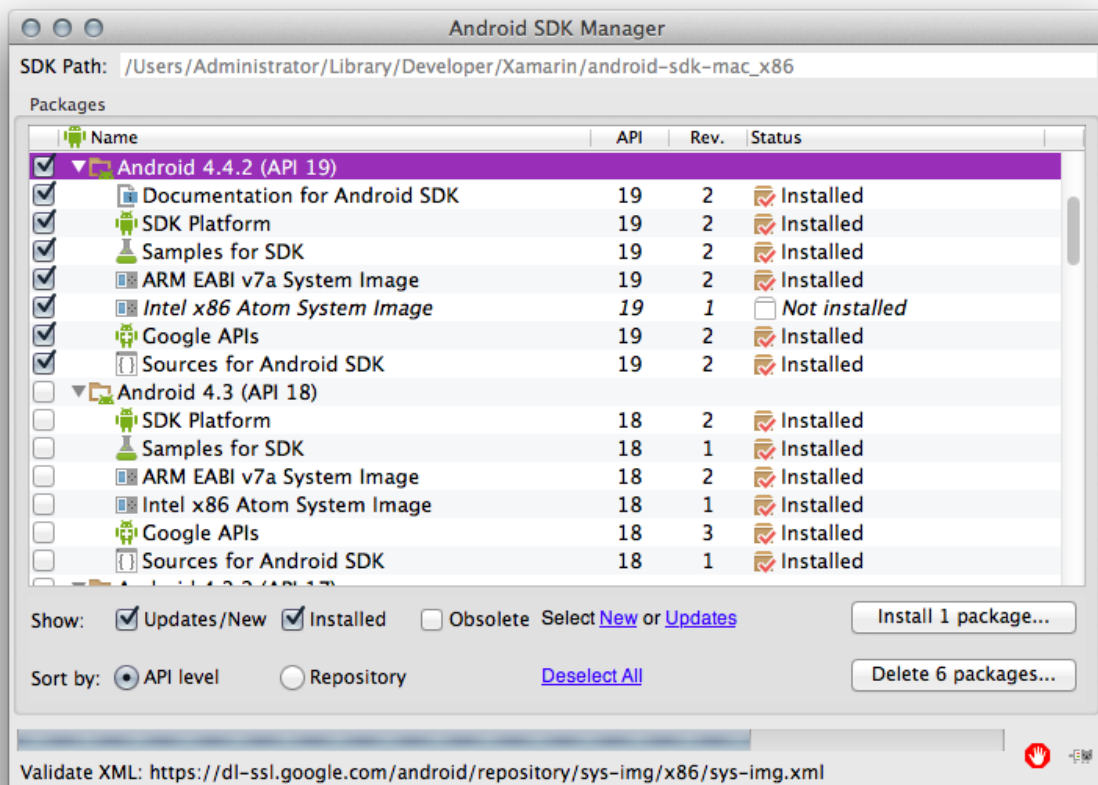 Android SDK Manager
SDK Path: /Users/Administrator/Library/Developer/Xamarin/android-sdk-mac_x86
Packages
Name API Rev. Status
Android 4.4.2 (API 19)
Documentation for Android SDK 19 2 Installed
SDK Platform 19 2 Installed
Samples for SDK 19 2 Installed
ARM EABI v7a System Image 19 2 Installed
Intel x86 Atom System Image 19 1 Not installed
Google APIs 19 2 Installed
Sources for Android SDK 19 2 Installed
Android 4.3 (API 18)
SDK Platform 18 2 Installed
Samples for SDK 18 1 Installed
ARM EABI v7a System Image 18 2 Installed
Intel x86 Atom System Image 18 1 Installed
Google APIs 18 3 Installed
Sources for Android SDK 18 1 Installed
Android 4.2.2 (API 17)
Show: Updates/New Installed Obsolete Select New or Updates Install 1 package...
Sort by: API level Repository Deselect All Delete 6 packages...
Validate XML: https://dl-ssl.google.com/android/repository/sys-img/x86/sys-img.xml